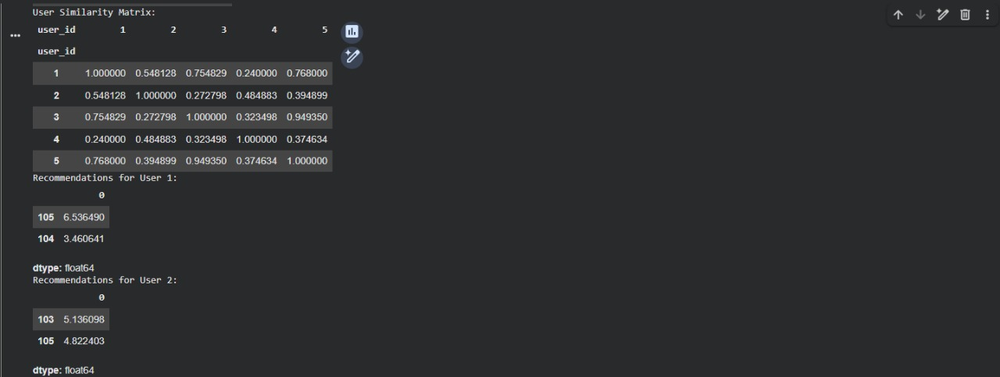 User Similarity Matrix:
user_id 1 2 3 4 5
user_id
1 1.000000 0.548128 0.754829 0.240000 0.768000
2 0.548128 1.000000 0.272798 0.484883 0.394899
3 0.754829 0.272798 1.000000 0.323498 0.949350
4 0.240000 0.484883 0.323498 1.000000 0.374634
5 0.768000 0.394899 0.949350 0.374634 1.000000
Recommendations for User 1:
0
105 6.536490
104 3.460641
dtype: float64
Recommendations for User 2:
0
103 5.136098
105 4.822403
dtype: float64